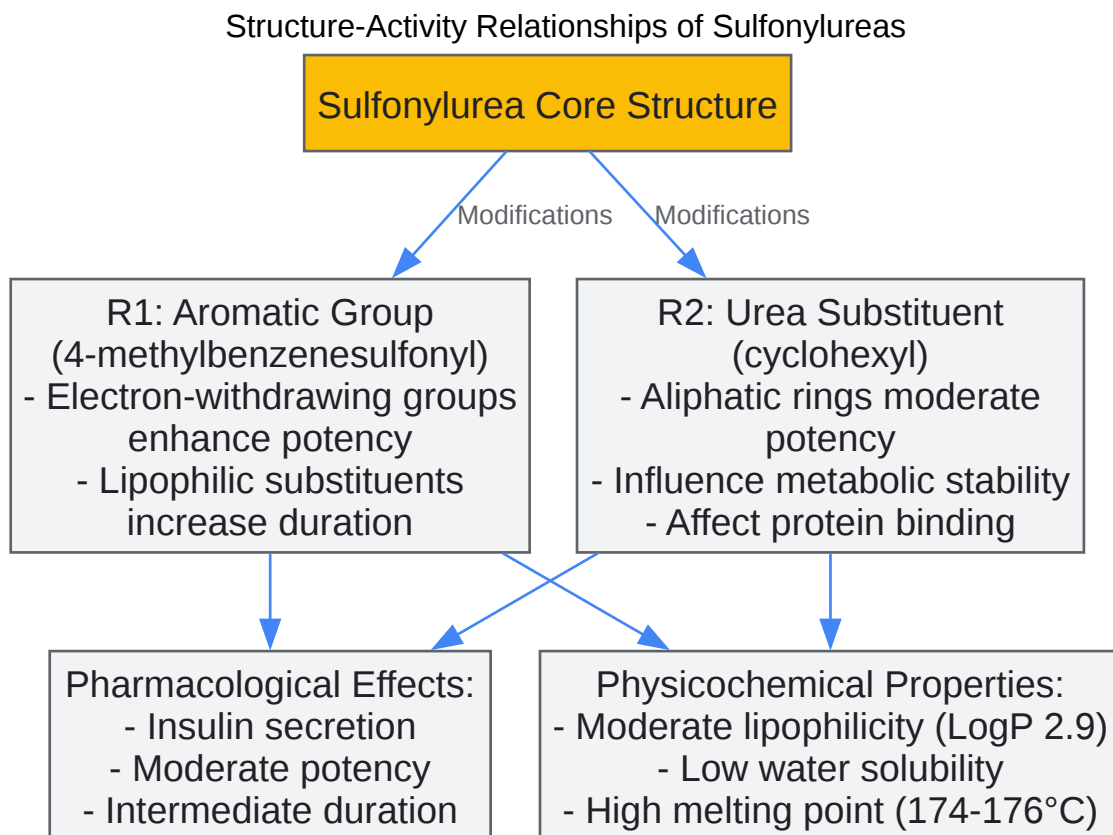 Structure-Activity Relationships of Sulfonylureas
Sulfonylurea Core Structure
Modifications
Modifications
R1: Aromatic Group
(4-methylbenzenesulfonyl)
- Electron-withdrawing groups
enhance potency
- Lipophilic substituents
increase duration
R2: Urea Substituent
(cyclohexyl)
- Aliphatic rings moderate
potency
- Influence metabolic stability
- Affect protein binding
Pharmacological Effects:
- Insulin secretion
- Moderate potency
- Intermediate duration
Physicochemical Properties:
- Moderate lipophilicity (LogP 2.9)
- Low water solubility
- High melting point (174-176°C)